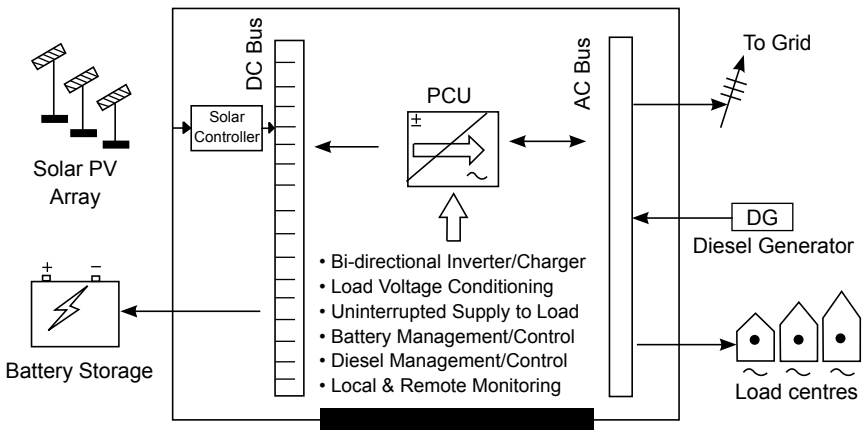 Solar PV
Array
+ −
Battery Storage
Solar
Controller
DC Bus
PCU
±
∼
• Bi-directional Inverter/Charger
• Load Voltage Conditioning
• Uninterrupted Supply to Load
• Battery Management/Control
• Diesel Management/Control
• Local & Remote Monitoring
AC Bus
To Grid
DG
Diesel Generator
∼ ∼ ∼
Load centres